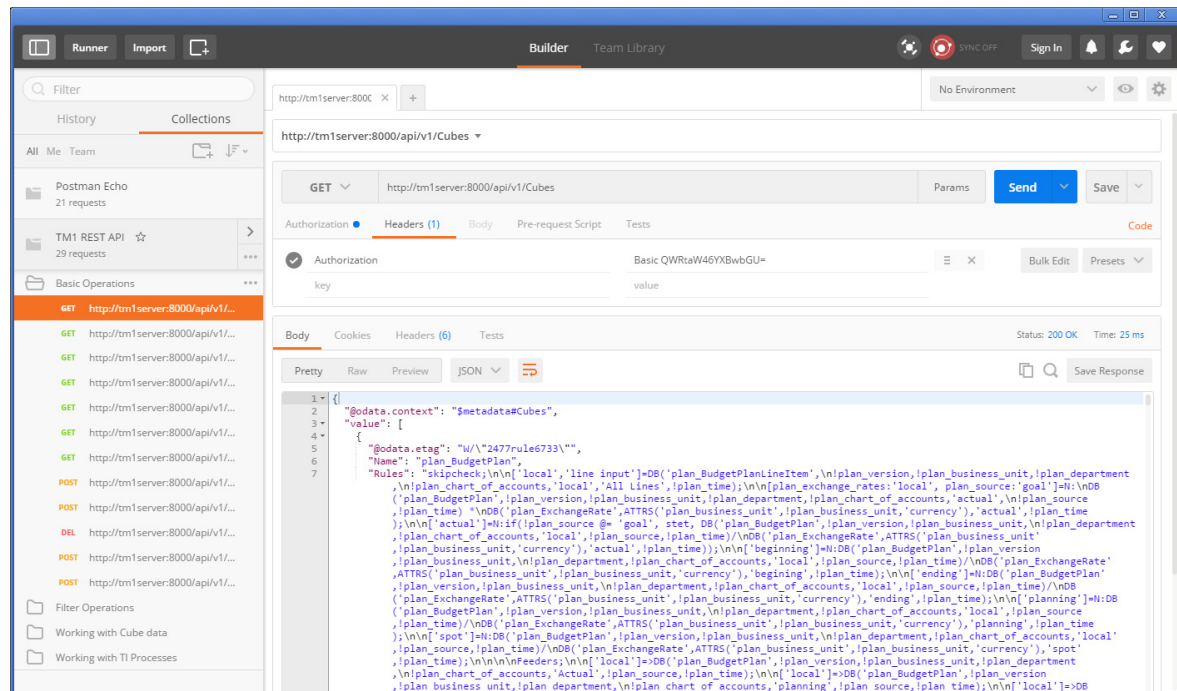 Runner Import Builder Team Library SYNC OFF Sign In
Filter
History Collections
All Me Team
Postman Echo
21 requests
TM1 REST API
29 requests
Basic Operations
GET http://tm1server:8000/api/v1/...
GET http://tm1server:8000/api/v1/...
GET http://tm1server:8000/api/v1/...
GET http://tm1server:8000/api/v1/...
GET http://tm1server:8000/api/v1/...
GET http://tm1server:8000/api/v1/...
GET http://tm1server:8000/api/v1/...
POST http://tm1server:8000/api/v1/...
POST http://tm1server:8000/api/v1/...
DEL http://tm1server:8000/api/v1/...
POST http://tm1server:8000/api/v1/...
POST http://tm1server:8000/api/v1/...
Filter Operations
Working with Cube data
Working with TI Processes
http://tm1server:800C × + No Environment
http://tm1server:8000/api/v1/Cubes
GET http://tm1server:8000/api/v1/Cubes Params Send Save
Authorization Headers (1) Body Pre-request Script Tests Code
Authorization Basic QWRtaW46YXBwbGU= Bulk Edit Presets
key value
Body Cookies Headers (6) Tests Status: 200 OK Time: 25 ms
Pretty Raw Preview JSON Save Response
1 {
2 "@odata.context": "$metadata#Cubes",
3 "value": [
4 {
5 "@odata.etag": "W/\"2477rule6733\"",
6 "Name": "plan_BudgetPlan",
7 "Rules": "skipcheck;\n\n['local','line input']=DB('plan_BudgetPlanLineItem',\n!plan_version,!plan_business_unit,!plan_department
,\n!plan_chart_of_accounts,'local','All Lines',!plan_time);\n\n[plan_exchange_rates:'local', plan_source:'goal']=N:\nDB
('plan_BudgetPlan',!plan_version,!plan_business_unit,!plan_department,!plan_chart_of_accounts,'actual',\n!plan_source
,!plan_time) *\nDB('plan_ExchangeRate',ATTRS('plan_business_unit',!plan_business_unit,'currency'),'actual',!plan_time
);\n\n['actual']=N:if(!plan_source @= 'goal', stet, DB('plan_BudgetPlan',!plan_version,!plan_business_unit,\n!plan_department
,!plan_chart_of_accounts,'local',!plan_source,!plan_time)/\nDB('plan_ExchangeRate',ATTRS('plan_business_unit'
,!plan_business_unit,'currency'),'actual',!plan_time));\n\n['beginning']=N:DB('plan_BudgetPlan',!plan_version
,!plan_business_unit,\n!plan_department,!plan_chart_of_accounts,'local',!plan_source,!plan_time)/\nDB('plan_ExchangeRate'
,ATTRS('plan_business_unit',!plan_business_unit,'currency'),'begining',!plan_time);\n\n['ending']=N:DB('plan_BudgetPlan'
,!plan_version,!plan_business_unit,\n!plan_department,!plan_chart_of_accounts,'local',!plan_source,!plan_time)/\nDB
('plan_ExchangeRate',ATTRS('plan_business_unit',!plan_business_unit,'currency'),'ending',!plan_time);\n\n['planning']=N:DB
('plan_BudgetPlan',!plan_version,!plan_business_unit,\n!plan_department,!plan_chart_of_accounts,'local',!plan_source
,!plan_time)/\nDB('plan_ExchangeRate',ATTRS('plan_business_unit',!plan_business_unit,'currency'),'planning',!plan_time
);\n\n['spot']=N:DB('plan_BudgetPlan',!plan_version,!plan_business_unit,\n!plan_department,!plan_chart_of_accounts,'local'
,!plan_source,!plan_time)/\nDB('plan_ExchangeRate',ATTRS('plan_business_unit',!plan_business_unit,'currency'),'spot'
,!plan_time);\n\n\n\n\nFeeders;\n\n['local']=>DB('plan_BudgetPlan',!plan_version,!plan_business_unit,!plan_department
,\n!plan_chart_of_accounts,'Actual',!plan_source,!plan_time);\n\n['local']=>DB('plan_BudgetPlan',!plan_version
,!plan_business_unit,!plan_department,\n!plan_chart_of_accounts,'planning',!plan_source,!plan_time);\n\n['local']=>DB